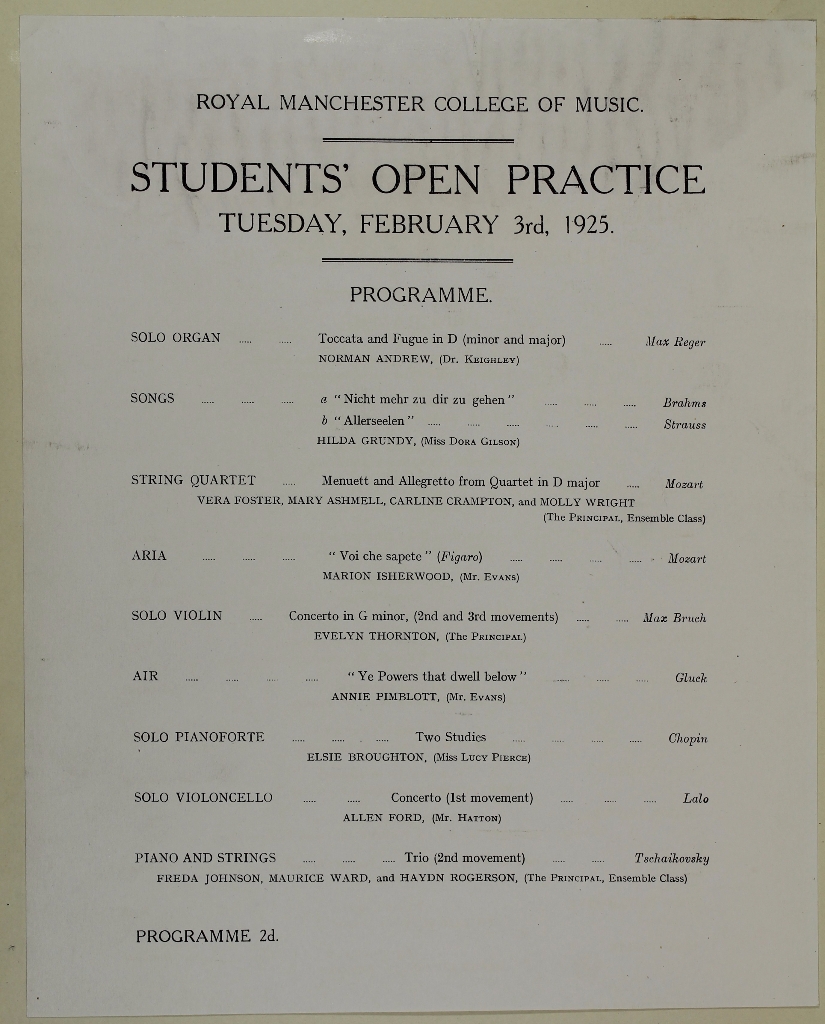 ROYAL MANCHESTER COLLEGE OF MUSIC.
STUDENTS' OPEN PRACTICE
TUESDAY, FEBRUARY 3rd, 1925.
PROGRAMME.
SOLO ORGAN ..... ..... Toccata and Fugue in D (minor and major) ..... Max Reger
NORMAN ANDREW, (Dr. KEIGHLEY)
SONGS ..... ..... ..... a "Nicht mehr zu dir zu gehen" ..... ..... ..... Brahms
b "Allerseelen" ..... ..... ..... ..... ..... ..... Strauss
HILDA GRUNDY, (Miss DORA GILSON)
STRING QUARTET ..... Menuett and Allegretto from Quartet in D major ..... Mozart
VERA FOSTER, MARY ASHMELL, CARLINE CRAMPTON, and MOLLY WRIGHT
(The PRINCIPAL, Ensemble Class)
ARIA ..... ..... ..... "Voi che sapete" (Figaro) ..... ..... ..... ..... Mozart
MARION ISHERWOOD, (Mr. EVANS)
SOLO VIOLIN ..... Concerto in G minor, (2nd and 3rd movements) ..... ..... Max Bruch
EVELYN THORNTON, (The PRINCIPAL)
AIR ..... ..... ..... ..... "Ye Powers that dwell below" ..... ..... ..... Gluck
ANNIE PIMBLOTT, (Mr. EVANS)
SOLO PIANOFORTE ..... ..... ..... Two Studies ..... ..... ..... ..... Chopin
ELSIE BROUGHTON, (Miss LUCY PIERCE)
SOLO VIOLONCELLO ..... ..... Concerto (1st movement) ..... ..... ..... Lalo
ALLEN FORD, (Mr. HATTON)
PIANO AND STRINGS ..... ..... ..... Trio (2nd movement) ..... ..... Tschaikovsky
FREDA JOHNSON, MAURICE WARD, and HAYDN ROGERSON, (The PRINCIPAL, Ensemble Class)
PROGRAMME 2d.